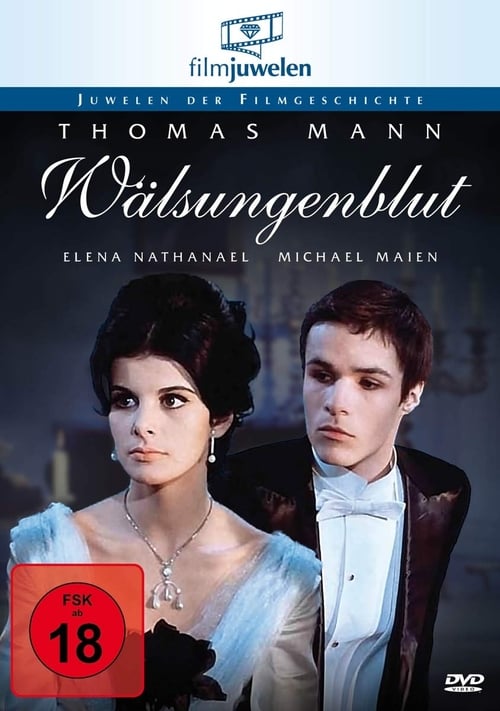 filmjuwelen
JUWELEN DER FILMGESCHICHTE
THOMAS MANN
Wälsungenblut
ELENA NATHANAEL MICHAEL MAIEN
FSK
ab
18
DVD
VIDEO